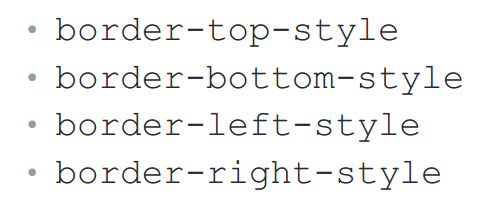 • border-top-style
• border-bottom-style
• border-left-style
• border-right-style